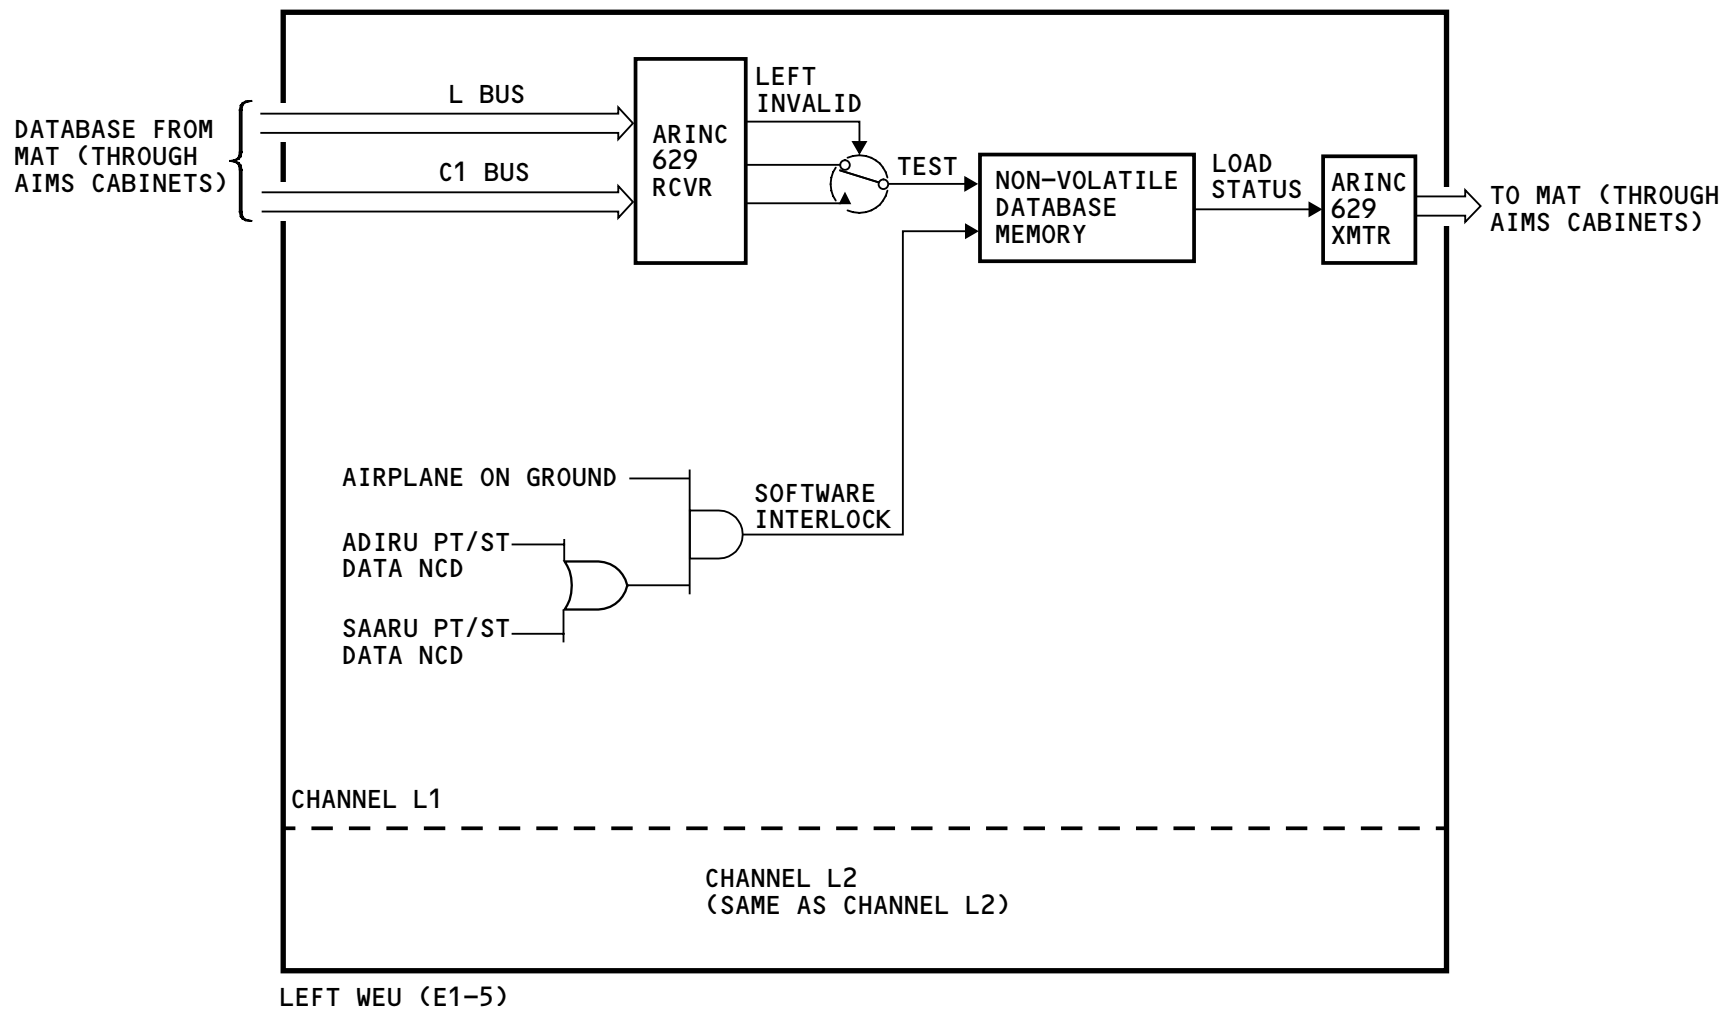 L BUS
DATABASE FROM
MAT (THROUGH
AIMS CABINETS)
C1 BUS
ARINC
629
RCVR
LEFT
INVALID
TEST
NON-VOLATILE
DATABASE
MEMORY
LOAD
STATUS
ARINC
629
XMTR
TO MAT (THROUGH
AIMS CABINETS)
AIRPLANE ON GROUND
ADIRU PT/ST
DATA NCD
SAARU PT/ST
DATA NCD
SOFTWARE
INTERLOCK
CHANNEL L1
CHANNEL L2
(SAME AS CHANNEL L2)
LEFT WEU (E1-5)